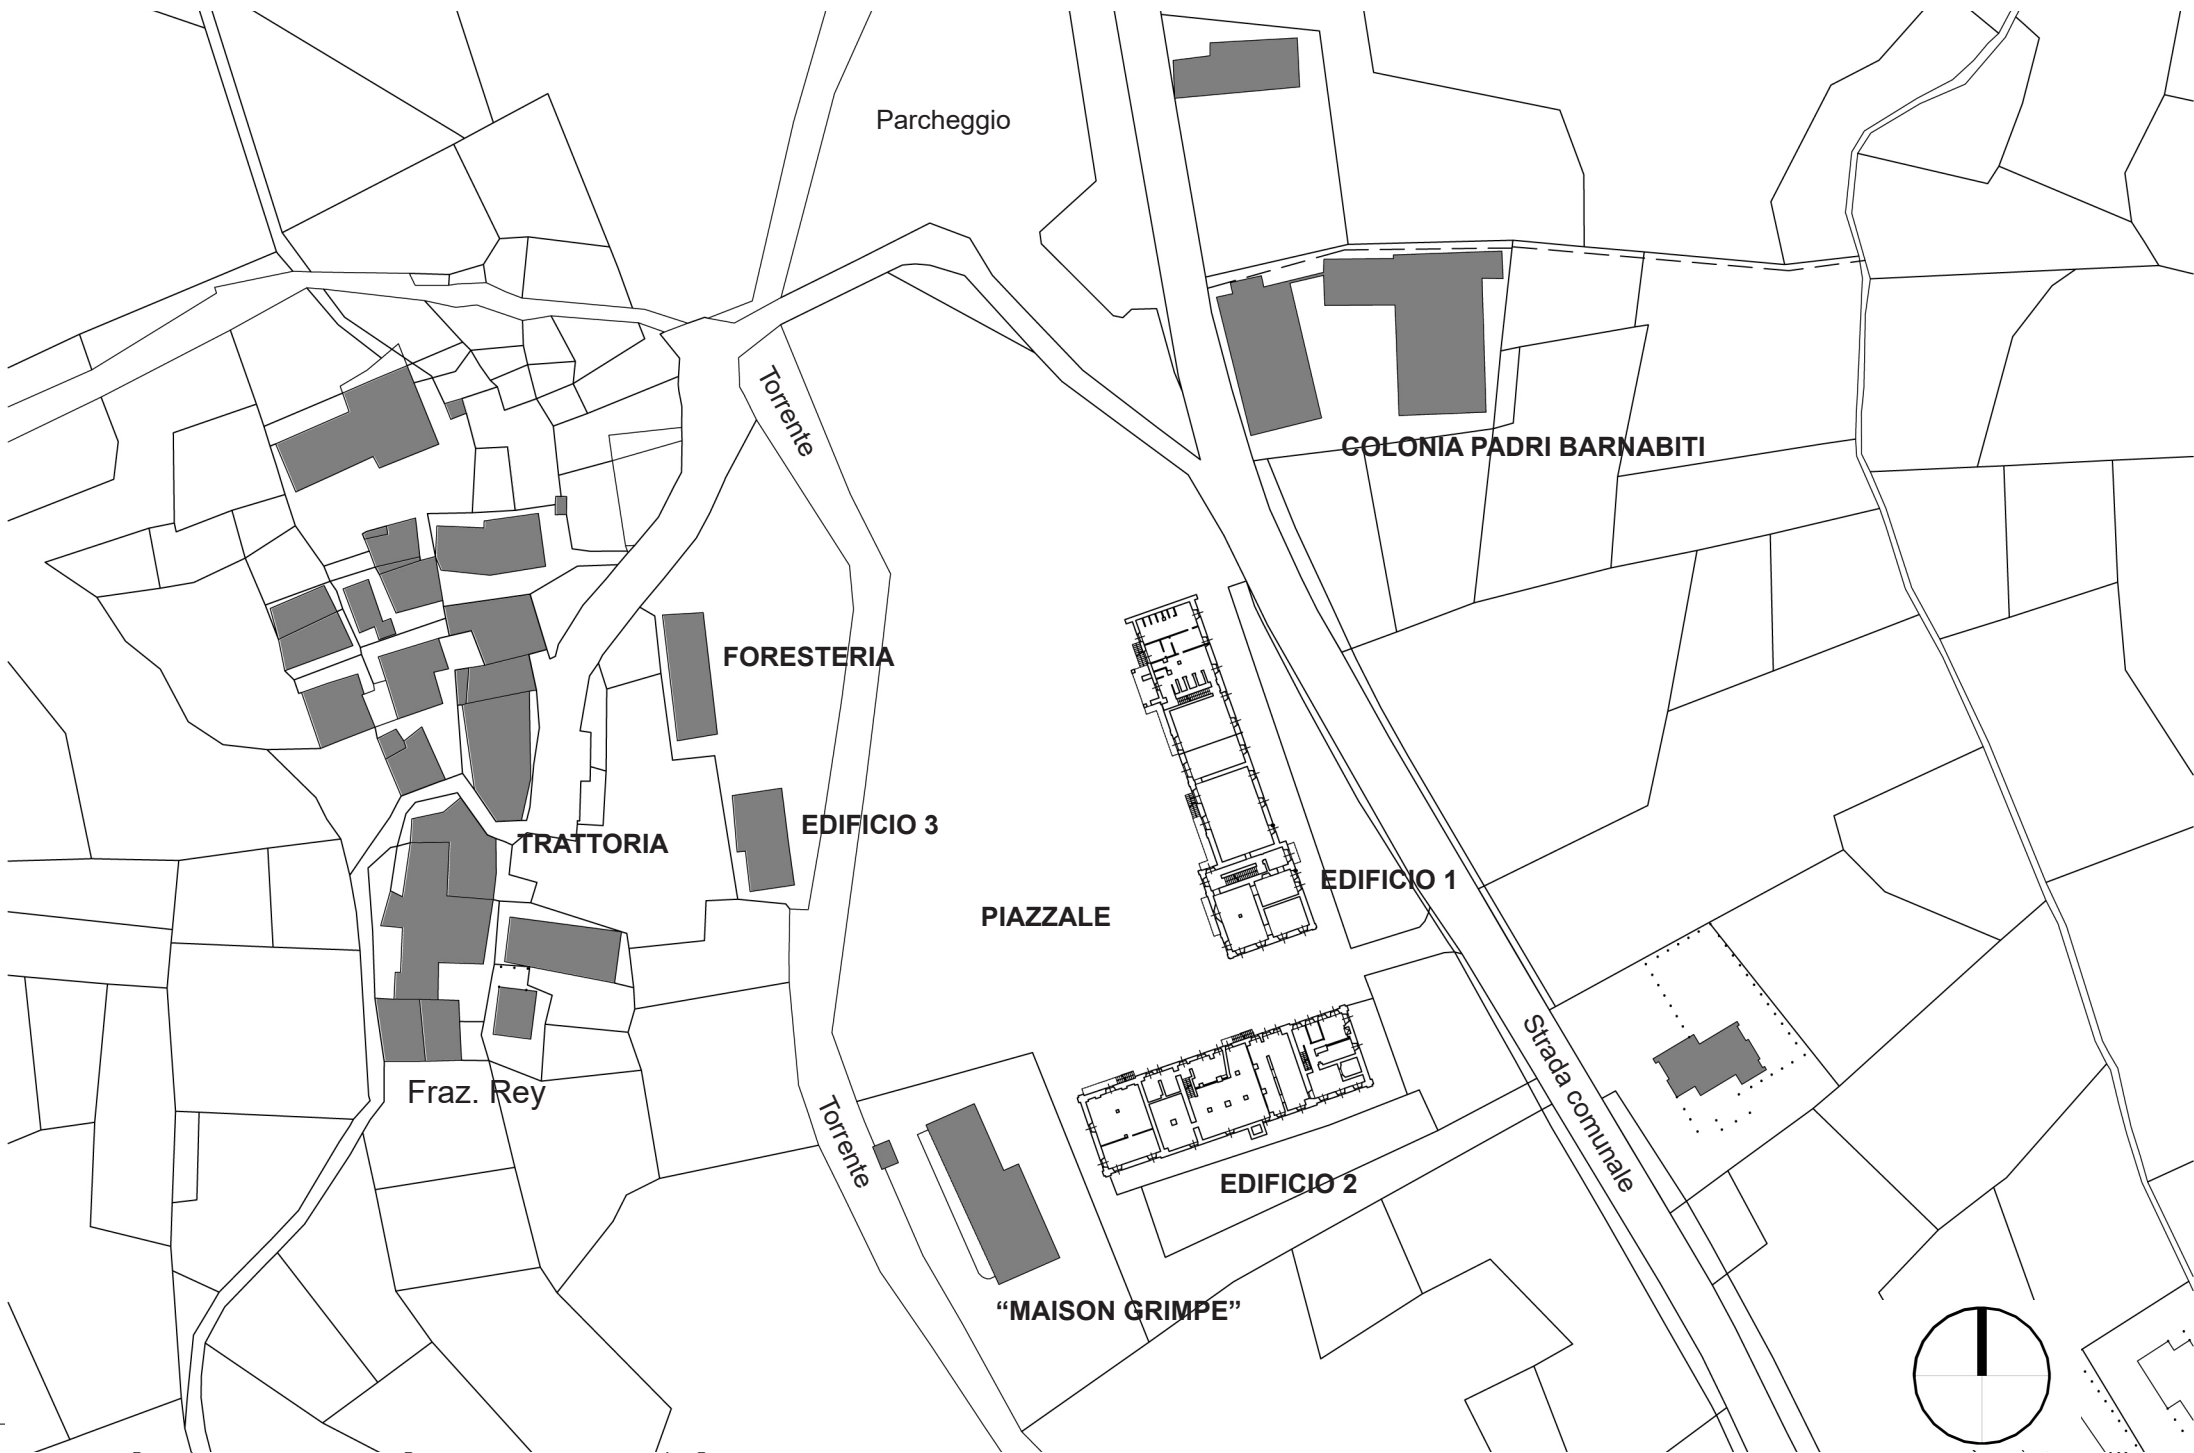 Parcheggio
Torrente
COLONIA PADRI BARNABITI
FORESTERIA
EDIFICIO 3
TRATTORIA
EDIFICIO 1
PIAZZALE
Strada comunale
Fraz. Rey
Torrente
EDIFICIO 2
“MAISON GRIMPE”